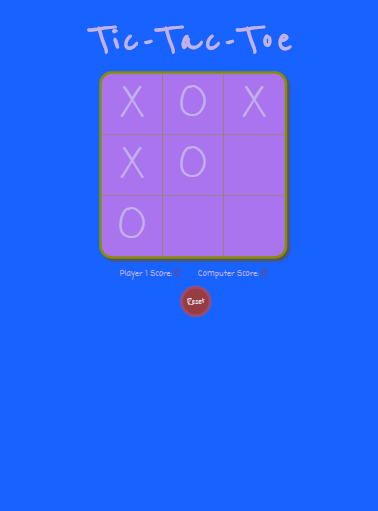 Tic-Tac-Toe
X O X
X O
O
Player 1 Score: Computer Score:
Reset